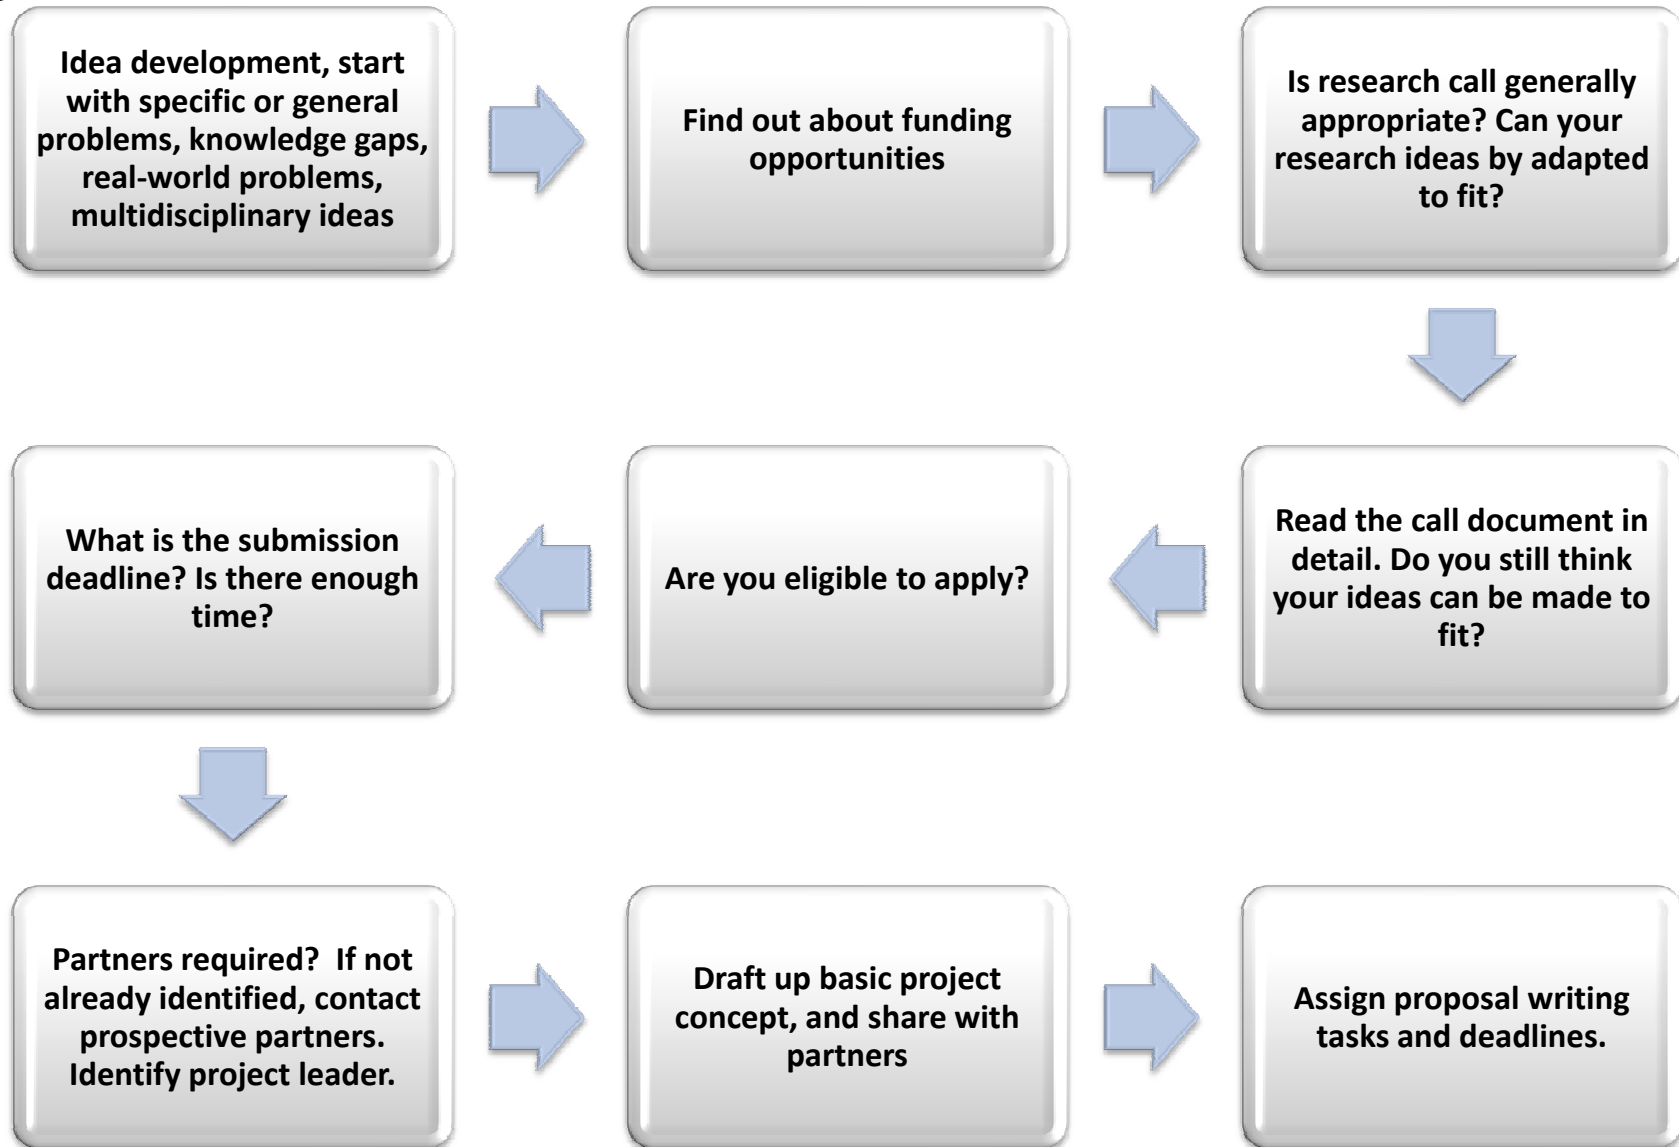 Idea development, start
with specific or general
problems, knowledge gaps,
real-world problems,
multidisciplinary ideas
Find out about funding
opportunities
Is research call generally
appropriate? Can your
research ideas by adapted
to fit?
Read the call document in
detail. Do you still think
your ideas can be made to
fit?
Are you eligible to apply?
What is the submission
deadline? Is there enough
time?
Partners required?  If not
already identified, contact
prospective partners.
Identify project leader.
Draft up basic project
concept, and share with
partners
Assign proposal writing
tasks and deadlines.